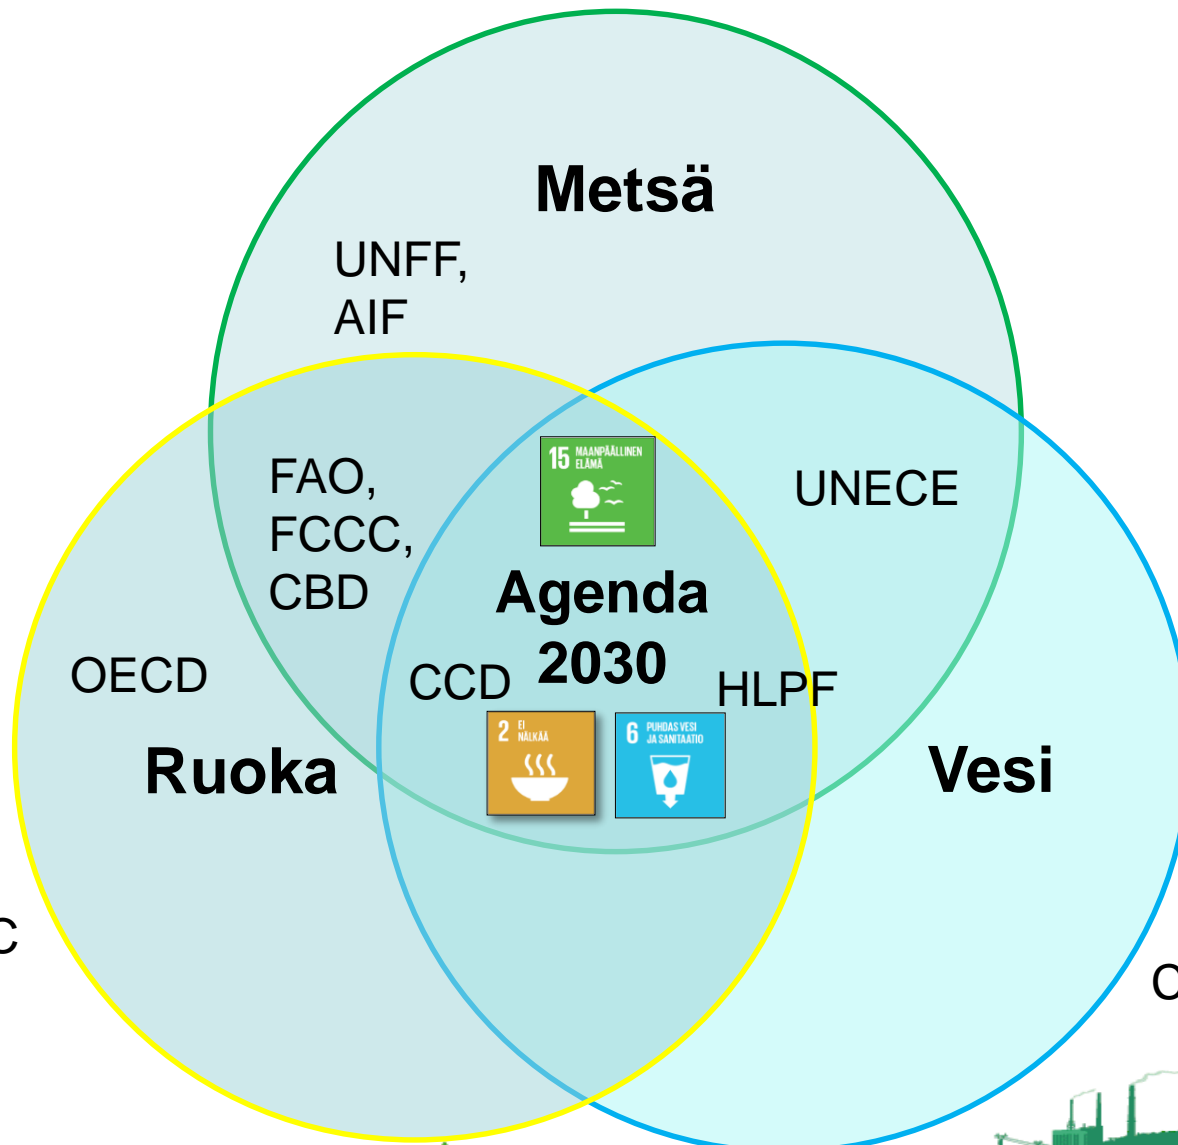 Metsä
UNFF,
AIF
15 MAANPÄÄLLINEN
ELÄMÄ
FAO,
FCCC,
CBD
UNECE
Agenda
2030
OECD
CCD
HLPF
2 EI
NÄLKÄÄ
6 PUHDAS VESI
JA SANITAATIO
Ruoka
Vesi
C